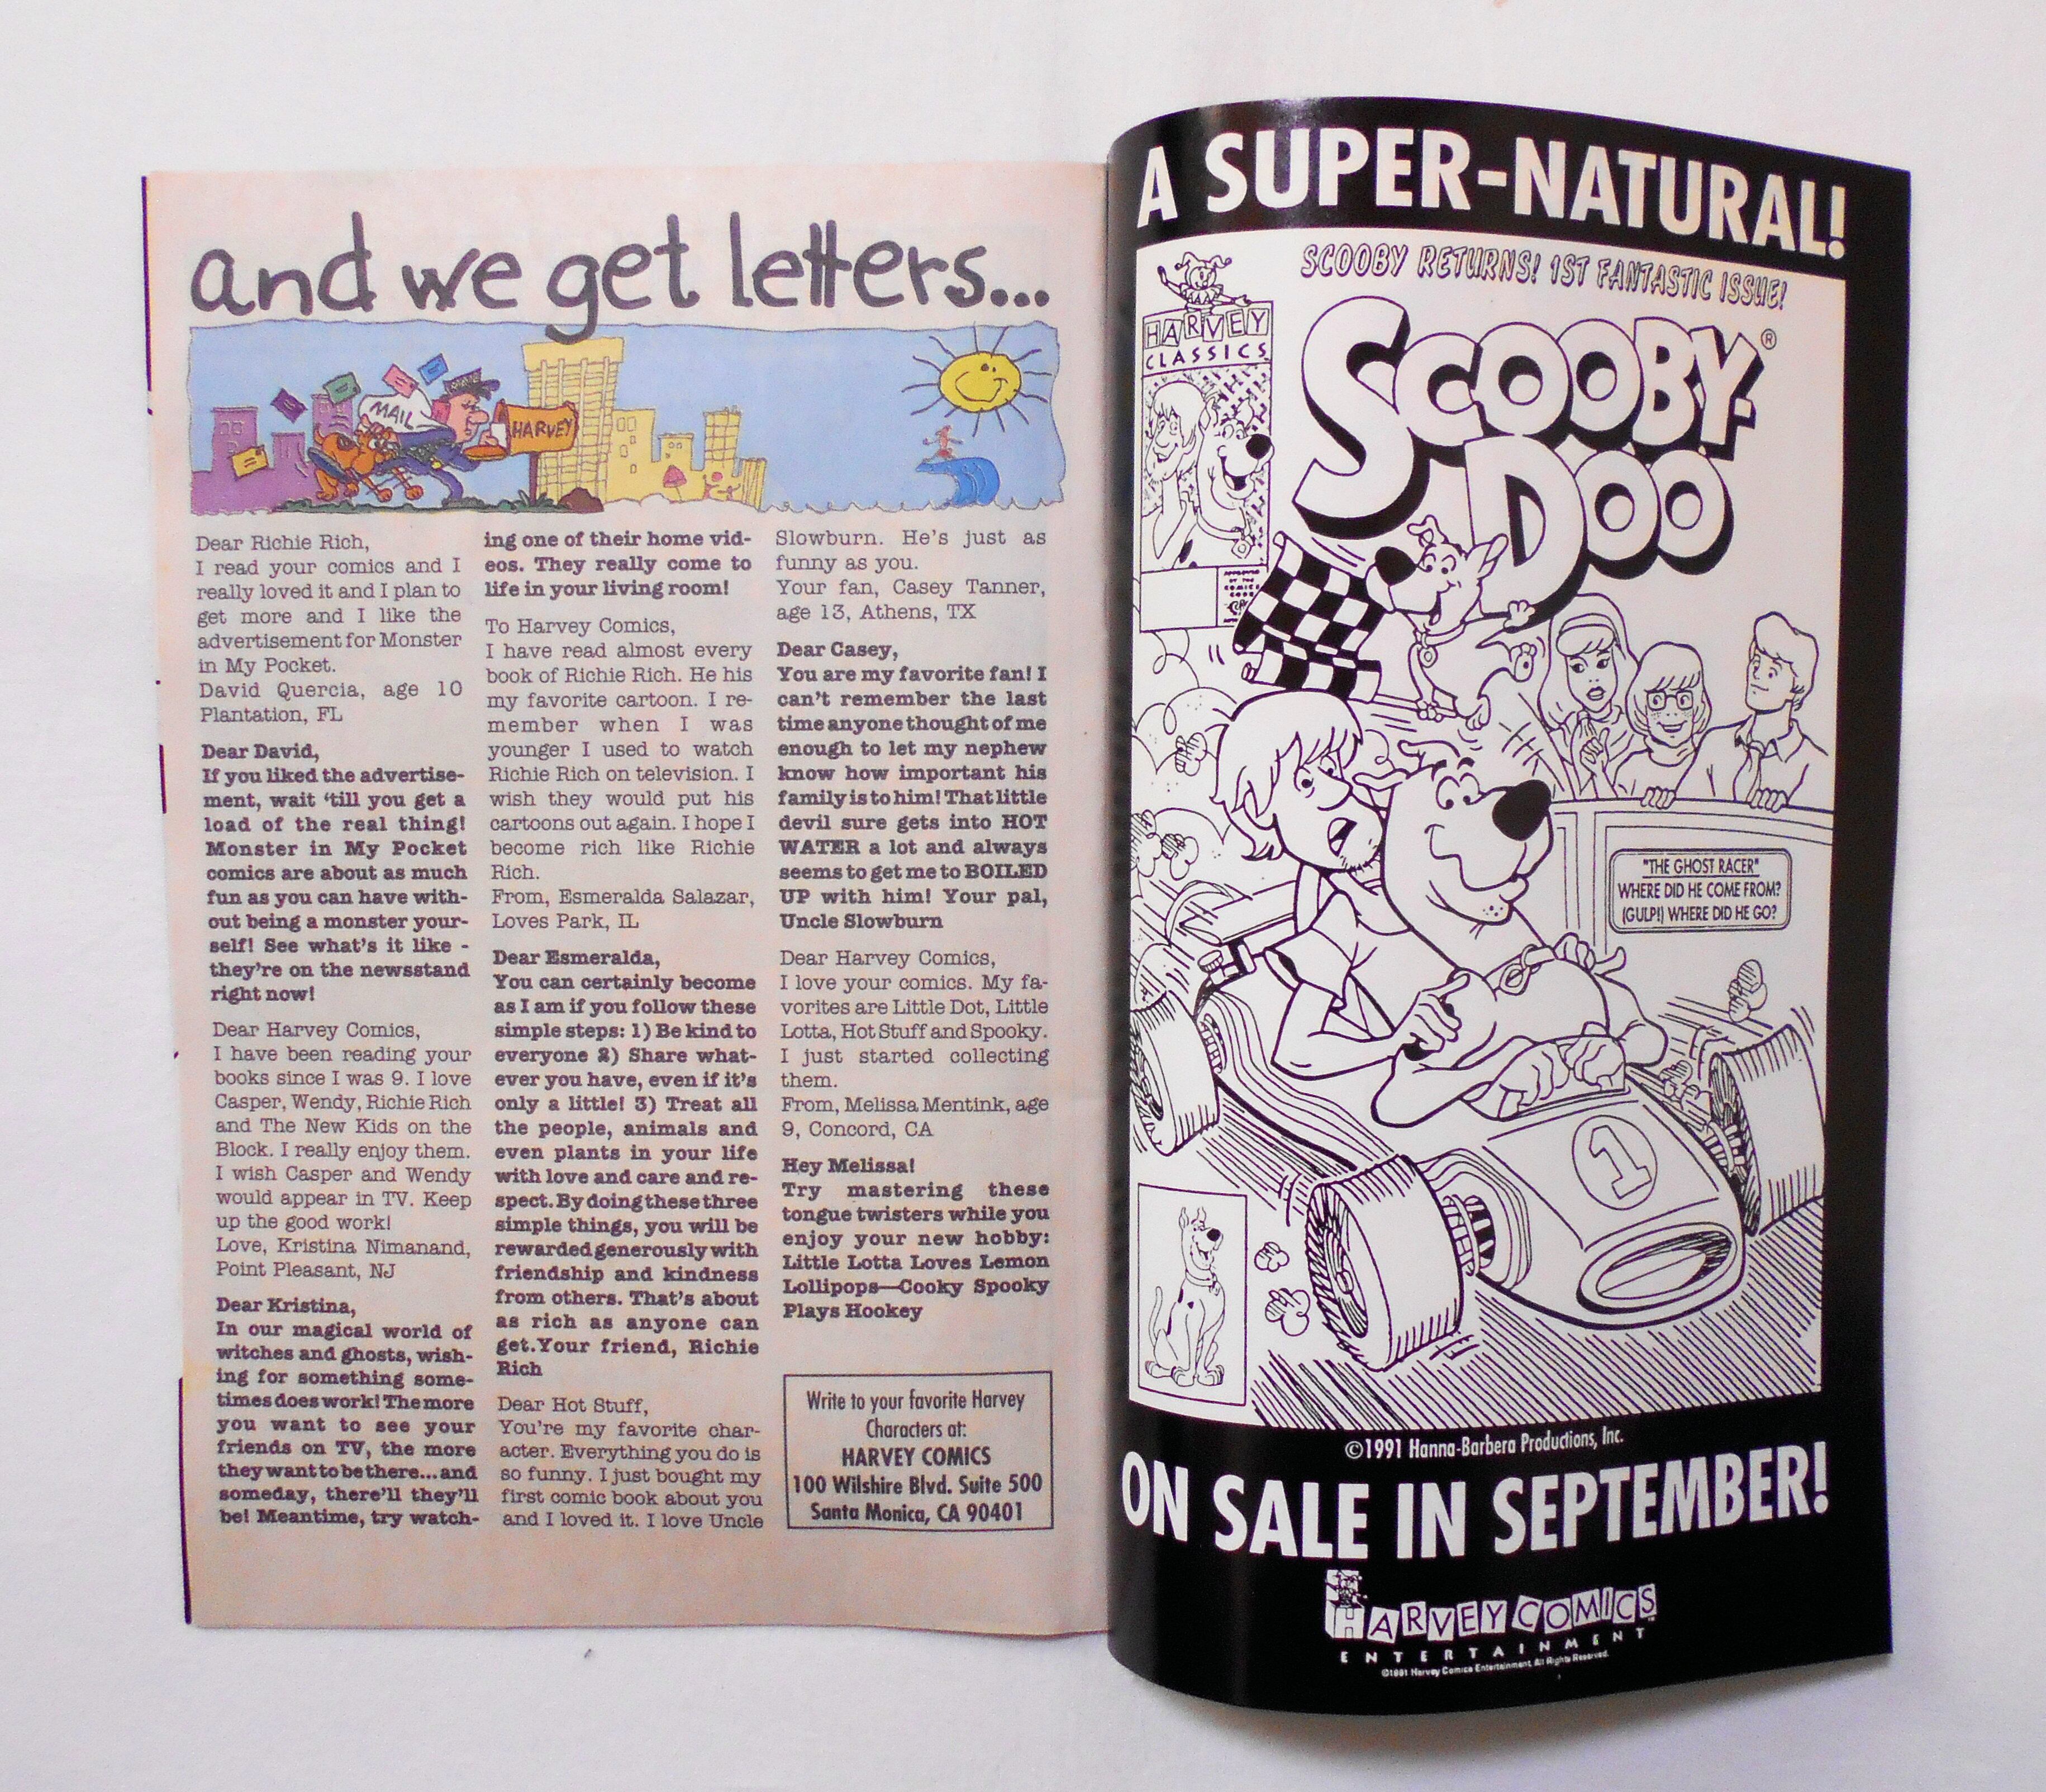 and we get letters...
MAIL
HARVEY
Dear Richie Rich,
I read your comics and I
really loved it and I plan to
get more and I like the
advertisement for Monster
in My Pocket.
David Quercia, age 10
Plantation, FL
Dear David,
If you liked the advertise-
ment, wait ‘till you get a
load of the real thing!
Monster in My Pocket
comics are about as much
fun as you can have with-
out being a monster your-
self! See what's it like -
they're on the newsstand
right now!
Dear Harvey Comics,
I have been reading your
books since I was 9. I love
Casper, Wendy, Richie Rich
and The New Kids on the
Block. I really enjoy them.
I wish Casper and Wendy
would appear in TV. Keep
up the good work!
Love, Kristina Nimanand,
Point Pleasant, NJ
Dear Kristina,
In our magical world of
witches and ghosts, wish-
ing for something some-
times does work! The more
you want to see your
friends on TV, the more
they want to be there...and
someday, there'll they'll
be! Meantime, try watch-
ing one of their home vid-
eos. They really come to
life in your living room!
To Harvey Comics,
I have read almost every
book of Richie Rich. He his
my favorite cartoon. I re-
member when I was
younger I used to watch
Richie Rich on television. I
wish they would put his
cartoons out again. I hope I
become rich like Richie
Rich.
From, Esmeralda Salazar,
Loves Park, IL
Dear Esmeralda,
You can certainly become
as I am if you follow these
simple steps: 1) Be kind to
everyone 2) Share what-
ever you have, even if it's
only a little! 3) Treat all
the people, animals and
even plants in your life
with love and care and re-
spect. By doing these three
simple things, you will be
rewarded generously with
friendship and kindness
from others. That's about
as rich as anyone can
get. Your friend, Richie
Rich
Dear Hot Stuff,
You're my favorite char-
acter. Everything you do is
so funny. I just bought my
first comic book about you
and I loved it. I love Uncle
Slowburn. He's just as
funny as you.
Your fan, Casey Tanner,
age 13, Athens, TX
Dear Casey,
You are my favorite fan! I
can't remember the last
time anyone thought of me
enough to let my nephew
know how important his
family is to him! That little
devil sure gets into HOT
WATER a lot and always
seems to get me to BOILED
UP with him! Your pal,
Uncle Slowburn
Dear Harvey Comics,
I love your comics. My fa-
vorites are Little Dot, Little
Lotta, Hot Stuff and Spooky.
I just started collecting
them.
From, Melissa Mentink, age
9, Concord, CA
Hey Melissa!
Try mastering these
tongue twisters while you
enjoy your new hobby:
Little Lotta Loves Lemon
Lollipops—Cooky Spooky
Plays Hookey
Write to your favorite Harvey
Characters at:
HARVEY COMICS
100 Wilshire Blvd. Suite 500
Santa Monica, CA 90401
A SUPER-NATURAL!
SCOOBY RETURNS! 1ST FANTASTIC ISSUE!
HARVEY
CLASSICS
SCOOBY-
DOO®
APPROVED
BY THE
COMICS
CODE
"THE GHOST RACER"
WHERE DID HE COME FROM?
(GULP!) WHERE DID HE GO?
1
©1991 Hanna-Barbera Productions, Inc.
ON SALE IN SEPTEMBER!
HARVEY COMICS
ENTERTAINMENT
©1991 Harvey Comics Entertainment, All Rights Reserved.